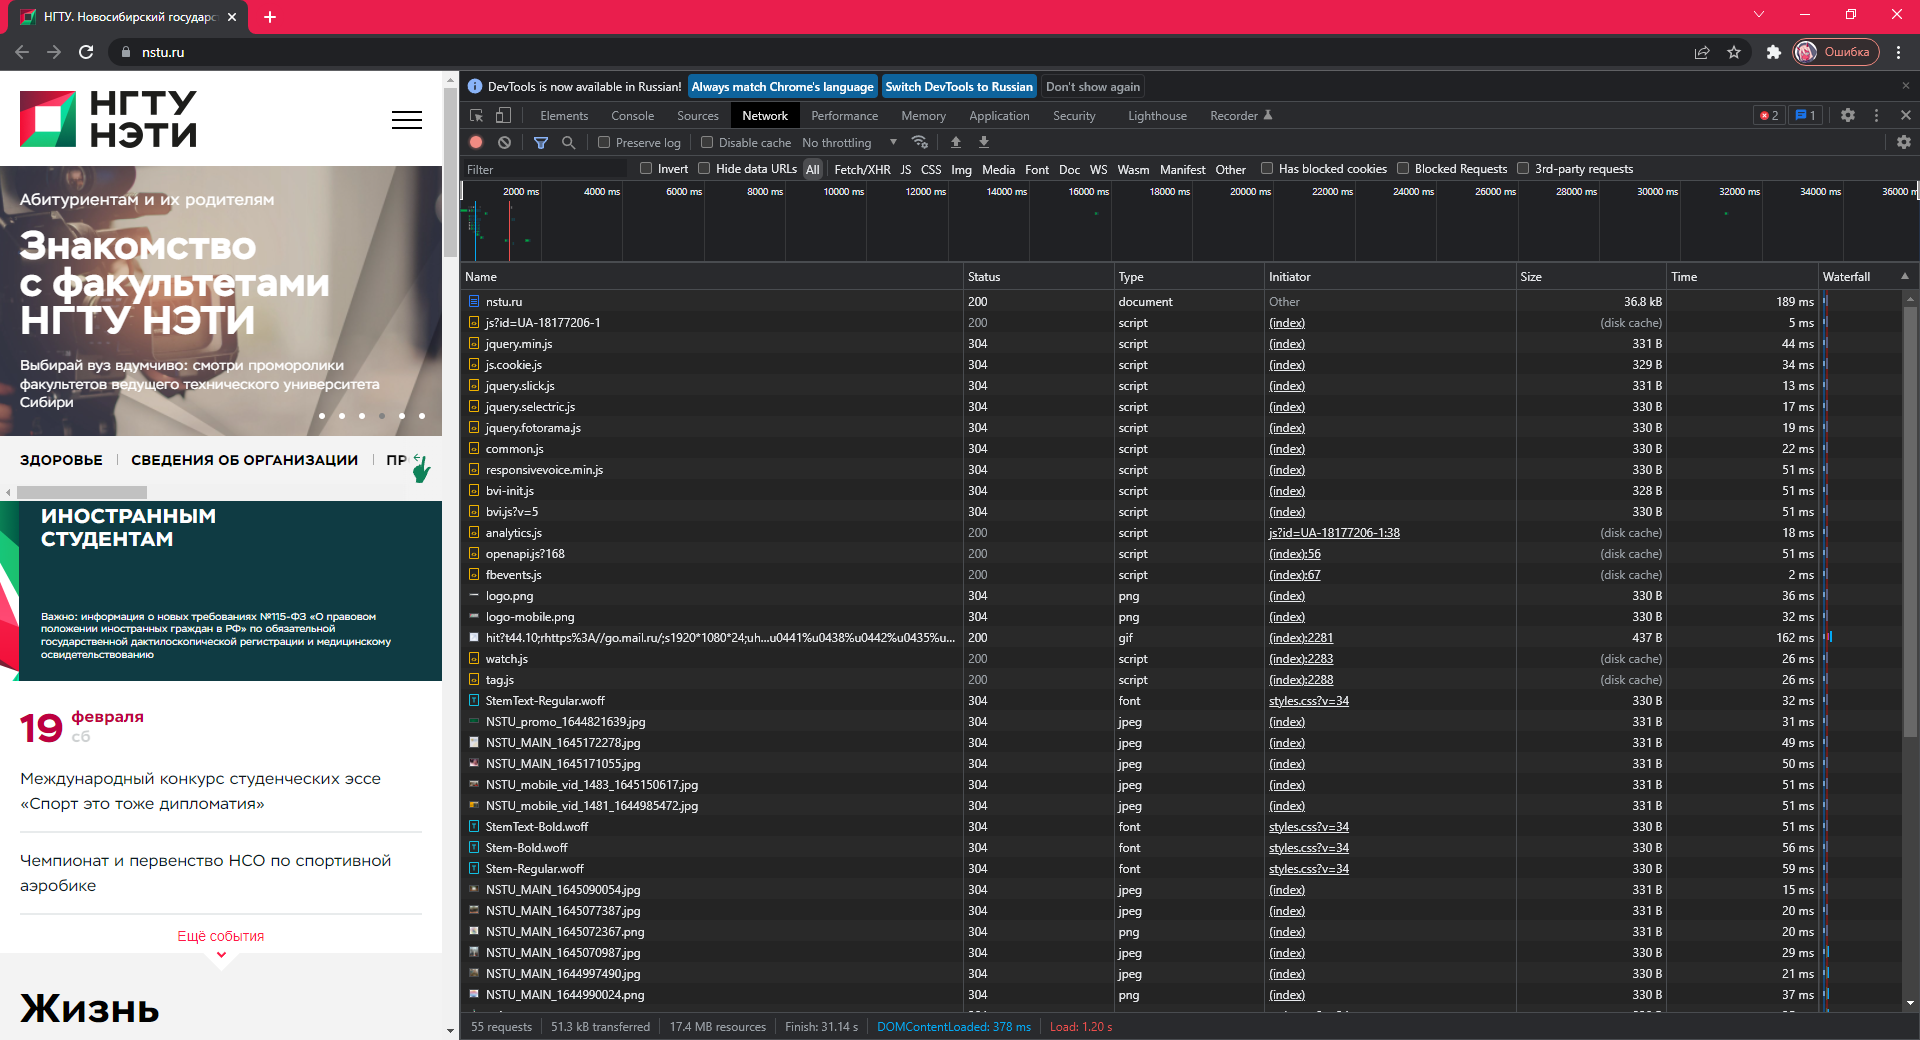 НГТУ. Новосибирский государс
nstu.ru
Ошибка
НГТУ
НЭТИ
Абитуриентам и их родителям
Знакомство
с факультетами
НГТУ НЭТИ
Выбирай вуз вдумчиво: смотри проморолики
факультетов ведущего технического университета
Сибири
ЗДОРОВЬЕ СВЕДЕНИЯ ОБ ОРГАНИЗАЦИИ ПР
ИНОСТРАННЫМ
СТУДЕНТАМ
Важно: информация о новых требованиях №115-ФЗ «О правовом
положении иностранных граждан в РФ» по обязательной
государственной дактилоскопической регистрации и медицинскому
освидетельствованию
19 февраля
сб
Международный конкурс студенческих эссе
«Спорт это тоже дипломатия»
Чемпионат и первенство НСО по спортивной
аэробике
Ещё события
Жизнь
DevTools is now available in Russian! Always match Chrome's language Switch DevTools to Russian Don't show again
Elements Console Sources Network Performance Memory Application Security Lighthouse Recorder 2 1
Preserve log Disable cache No throttling
Filter Invert Hide data URLs All Fetch/XHR JS CSS Img Media Font Doc WS Wasm Manifest Other Has blocked cookies Blocked Requests 3rd-party requests
2000 ms 4000 ms 6000 ms 8000 ms 10000 ms 12000 ms 14000 ms 16000 ms 18000 ms 20000 ms 22000 ms 24000 ms 26000 ms 28000 ms 30000 ms 32000 ms 34000 ms 36000 m
Name Status Type Initiator Size Time Waterfall
nstu.ru 200 document Other 36.8 kB 189 ms
js?id=UA-18177206-1 200 script (index) (disk cache) 5 ms
jquery.min.js 304 script (index) 331 B 44 ms
js.cookie.js 304 script (index) 329 B 34 ms
jquery.slick.js 304 script (index) 331 B 13 ms
jquery.selectric.js 304 script (index) 330 B 17 ms
jquery.fotorama.js 304 script (index) 330 B 19 ms
common.js 304 script (index) 330 B 22 ms
responsivevoice.min.js 304 script (index) 330 B 51 ms
bvi-init.js 304 script (index) 328 B 51 ms
bvi.js?v=5 304 script (index) 330 B 51 ms
analytics.js 200 script js?id=UA-18177206-1:38 (disk cache) 18 ms
openapi.js?168 200 script (index):56 (disk cache) 51 ms
fbevents.js 200 script (index):67 (disk cache) 2 ms
logo.png 304 png (index) 330 B 36 ms
logo-mobile.png 304 png (index) 330 B 32 ms
hit?t44.10;rhttps%3A//go.mail.ru/;s1920*1080*24;uh...u0441%u0438%u0442%u0435%u... 200 gif (index):2281 437 B 162 ms
watch.js 200 script (index):2283 (disk cache) 26 ms
tag.js 200 script (index):2288 (disk cache) 26 ms
StemText-Regular.woff 304 font styles.css?v=34 330 B 32 ms
NSTU_promo_1644821639.jpg 304 jpeg (index) 331 B 31 ms
NSTU_MAIN_1645172278.jpg 304 jpeg (index) 331 B 49 ms
NSTU_MAIN_1645171055.jpg 304 jpeg (index) 331 B 50 ms
NSTU_mobile_vid_1483_1645150617.jpg 304 jpeg (index) 331 B 51 ms
NSTU_mobile_vid_1481_1644985472.jpg 304 jpeg (index) 331 B 51 ms
StemText-Bold.woff 304 font styles.css?v=34 330 B 51 ms
Stem-Bold.woff 304 font styles.css?v=34 330 B 56 ms
Stem-Regular.woff 304 font styles.css?v=34 330 B 59 ms
NSTU_MAIN_1645090054.jpg 304 jpeg (index) 331 B 15 ms
NSTU_MAIN_1645077387.jpg 304 jpeg (index) 331 B 20 ms
NSTU_MAIN_1645072367.png 304 png (index) 331 B 20 ms
NSTU_MAIN_1645070987.jpg 304 jpeg (index) 330 B 29 ms
NSTU_MAIN_1644997490.jpg 304 jpeg (index) 330 B 21 ms
NSTU_MAIN_1644990024.png 304 png (index) 330 B 37 ms
55 requests 51.3 kB transferred 17.4 MB resources Finish: 31.14 s DOMContentLoaded: 378 ms Load: 1.20 s